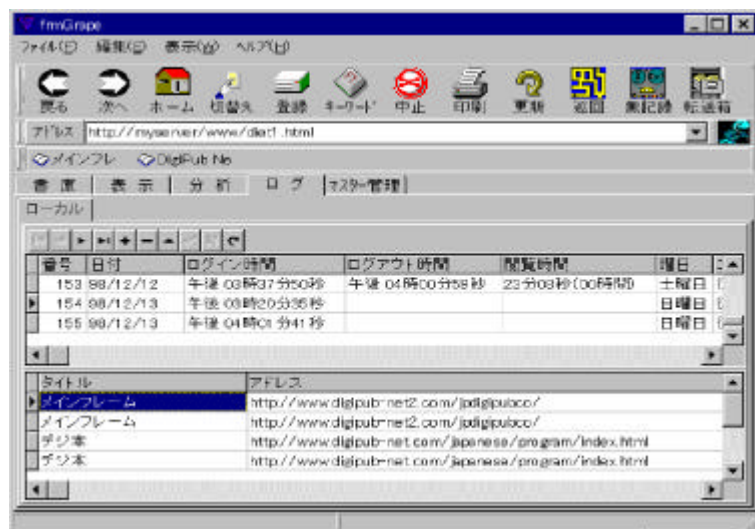 frmGrape
ファイル(F) 編集(E) 表示(W) ヘルプ(H)
戻る 次へ ホーム 切替え 登録 キーワード 中止 印刷 更新 巡回 無記録 転送箱
アドレス http://myserver/www/diet1.html
メインフレ DigiPub Ne
書庫 表示 分析 ログ マスター管理
ローカル
番号 日付 ログイン時間 ログアウト時間 閲覧時間 曜日
153 98/12/12 午後 03時37分50秒 午後 04時00分58秒 23分08秒(00時間)土曜日
154 98/12/13 午後 03時20分35秒 日曜日
155 98/12/13 午後 04時01分41秒 日曜日
タイトル アドレス
メインフレーム http://www.digipub-net2.com/jpdigipubco/
メインフレーム http://www.digipub-net2.com/jpdigipubco/
デジ本 http://www.digipub-net.com/japanese/program/index.html
デジ本 http://www.digipub-net.com/japanese/program/index.html